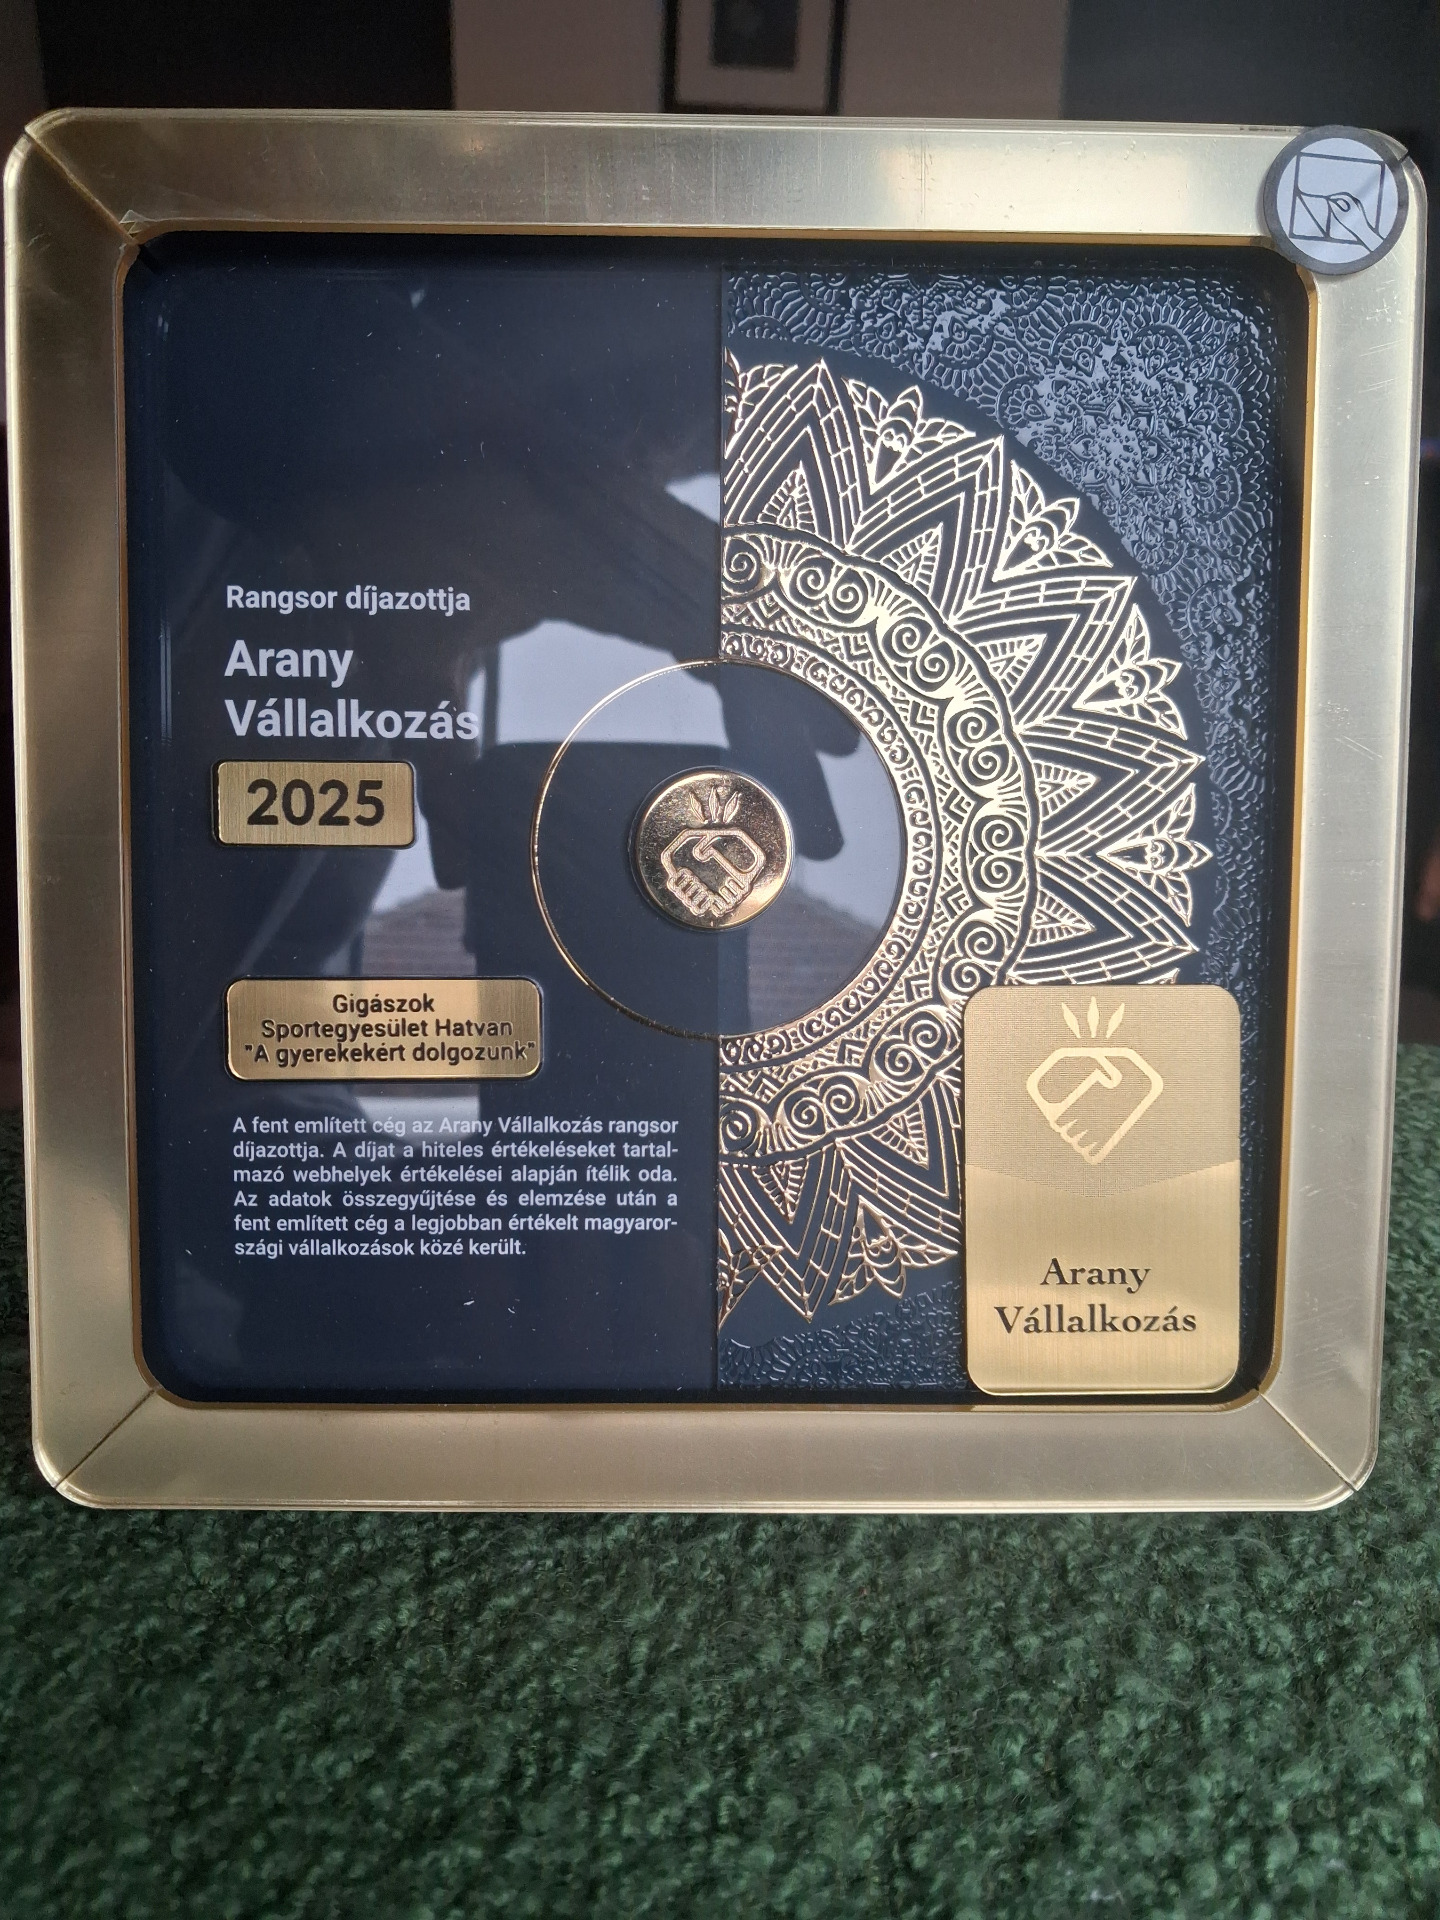 Rangsor díjazottja
Arany
Vállalkozás
2025
Gigászok
Sportegyesület Hatvan
"A gyerekekért dolgozunk"
A fent említett cég az Arany Vállalkozás rangsor
díjazottja. A díjat a hiteles értékeléseket tartal-
mazó webhelyek értékelései alapján ítélik oda.
Az adatok összegyűjtése és elemzése után a
fent említett cég a legjobban értékelt magyaror-
szági vállalkozások közé került.
Arany
Vállalkozás